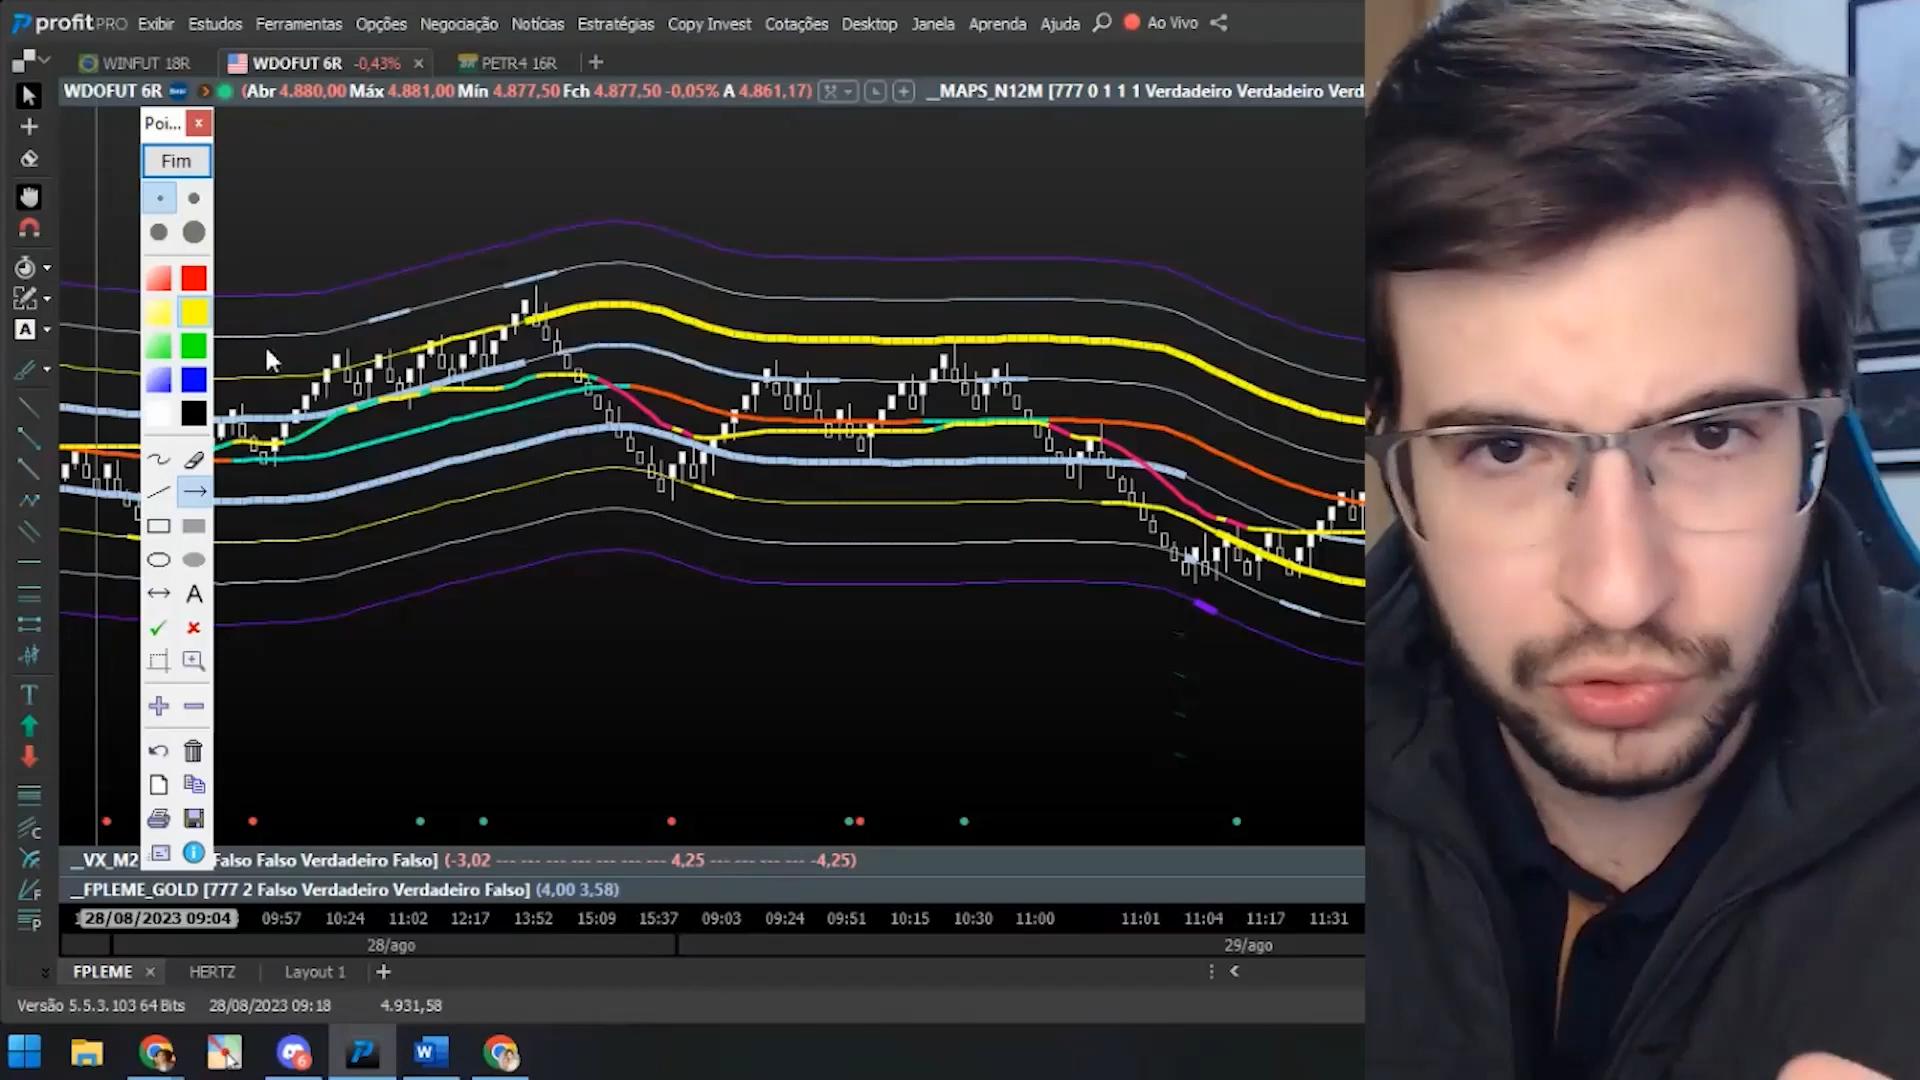 profitPRO Exibir Estudos Ferramentas Opções Negociação Notícias Estratégias Copy Invest Cotações Desktop Janela Aprenda Ajuda Ao Vivo
WINFUT 18R WDOFUT 6R -0,43% × PETR4 16R +
WDOFUT 6R (Abr 4.880,00 Máx 4.881,00 Mín 4.877,50 Fch 4.877,50 -0,05% A 4.861,17) __MAPS_N12M [777 0 1 1 1 Verdadeiro Verdadeiro Verd
Poi... x
Fim
A
A
T
__VX_M2 Falso Falso Verdadeiro Falso] (-3,02 --- --- --- --- --- --- --- 4,25 --- --- --- --- -4,25)
__FPLEME_GOLD [777 2 Falso Verdadeiro Verdadeiro Falso] (4,00 3,58)
28/08/2023 09:04 09:57 10:24 11:02 12:17 13:52 15:09 15:37 09:03 09:24 09:51 10:15 10:30 11:00 11:01 11:04 11:17 11:31
28/ago 29/ago
FPLEME × HERTZ Layout 1 +
Versão 5.5.3.103 64 Bits 28/08/2023 09:18 4.931,58
6 W